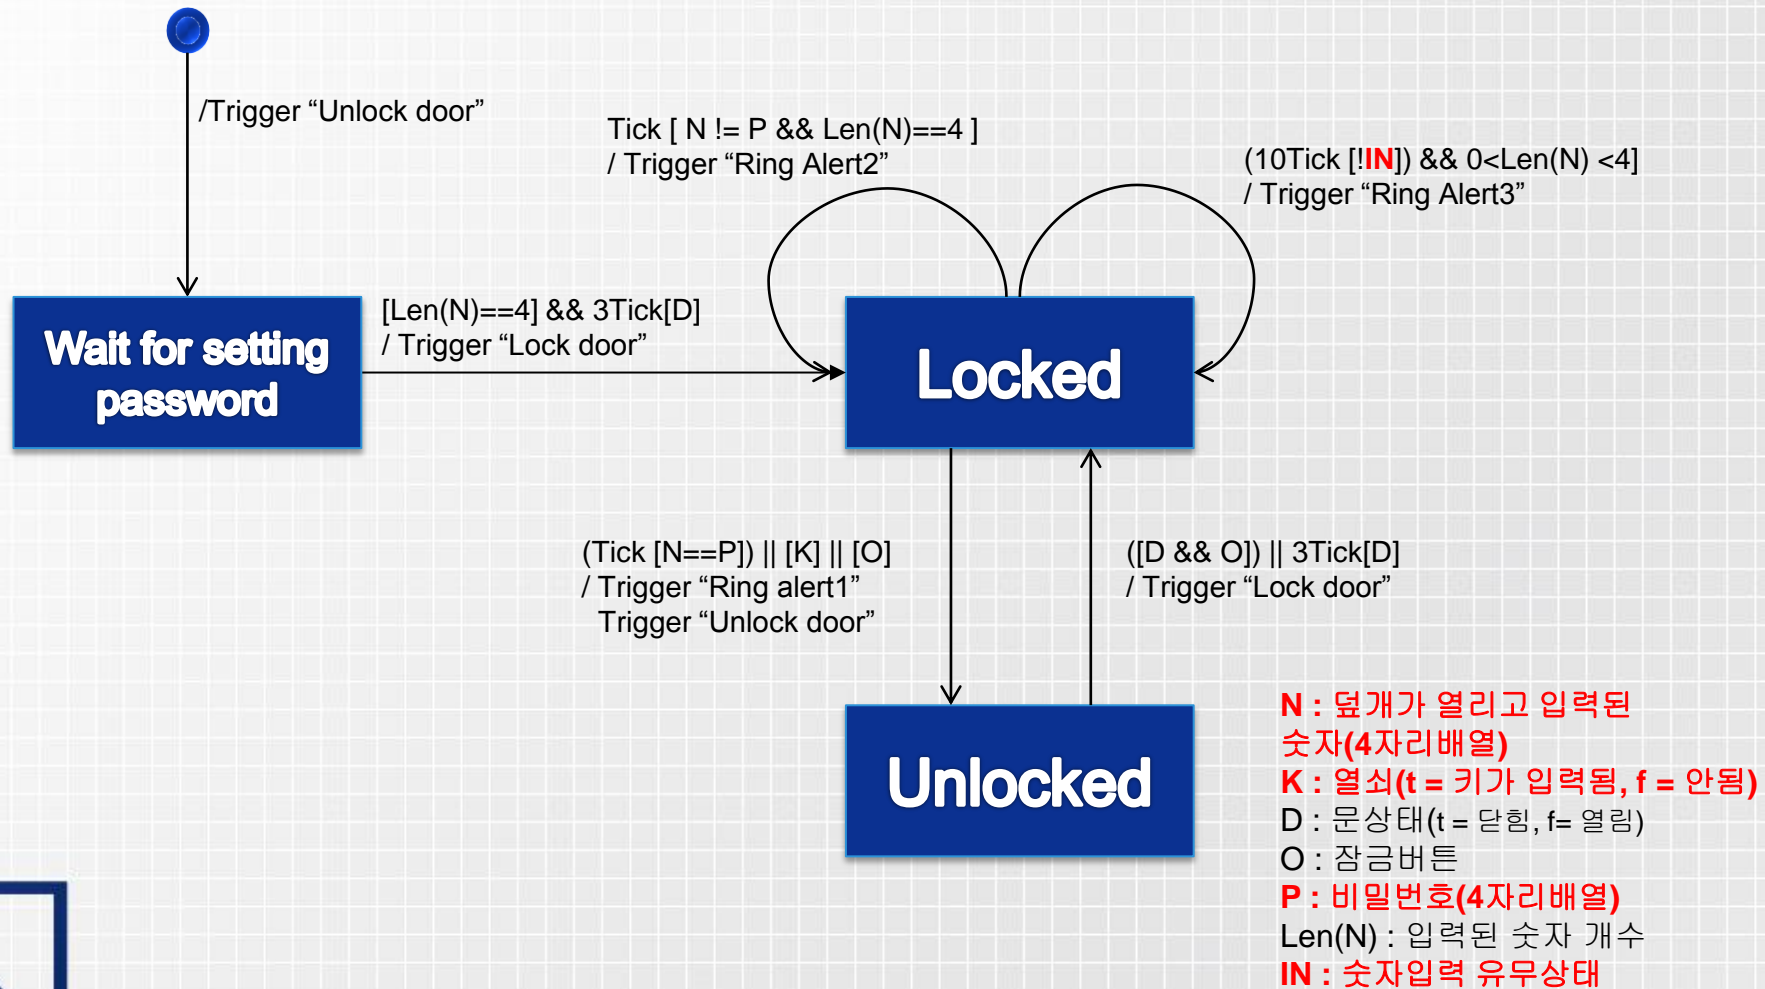 /Trigger “Unlock door”
Tick [ N != P && Len(N)==4 ]
/ Trigger “Ring Alert2”
(10Tick [!IN]) && 0<Len(N) <4]
/ Trigger “Ring Alert3”
[Len(N)==4] && 3Tick[D]
/ Trigger “Lock door”
Wait for setting
password
Locked
(Tick [N==P]) || [K] || [O]
/ Trigger “Ring alert1”
Trigger “Unlock door”
([D && O]) || 3Tick[D]
/ Trigger “Lock door”
Unlocked
N : 덮개가 열리고 입력된
숫자(4자리배열)
K : 열쇠(t = 키가 입력됨, f = 안됨)
D : 문상태(t = 닫힘, f= 열림)
O : 잠금버튼
P : 비밀번호(4자리배열)
Len(N) : 입력된 숫자 개수
IN : 숫자입력 유무상태